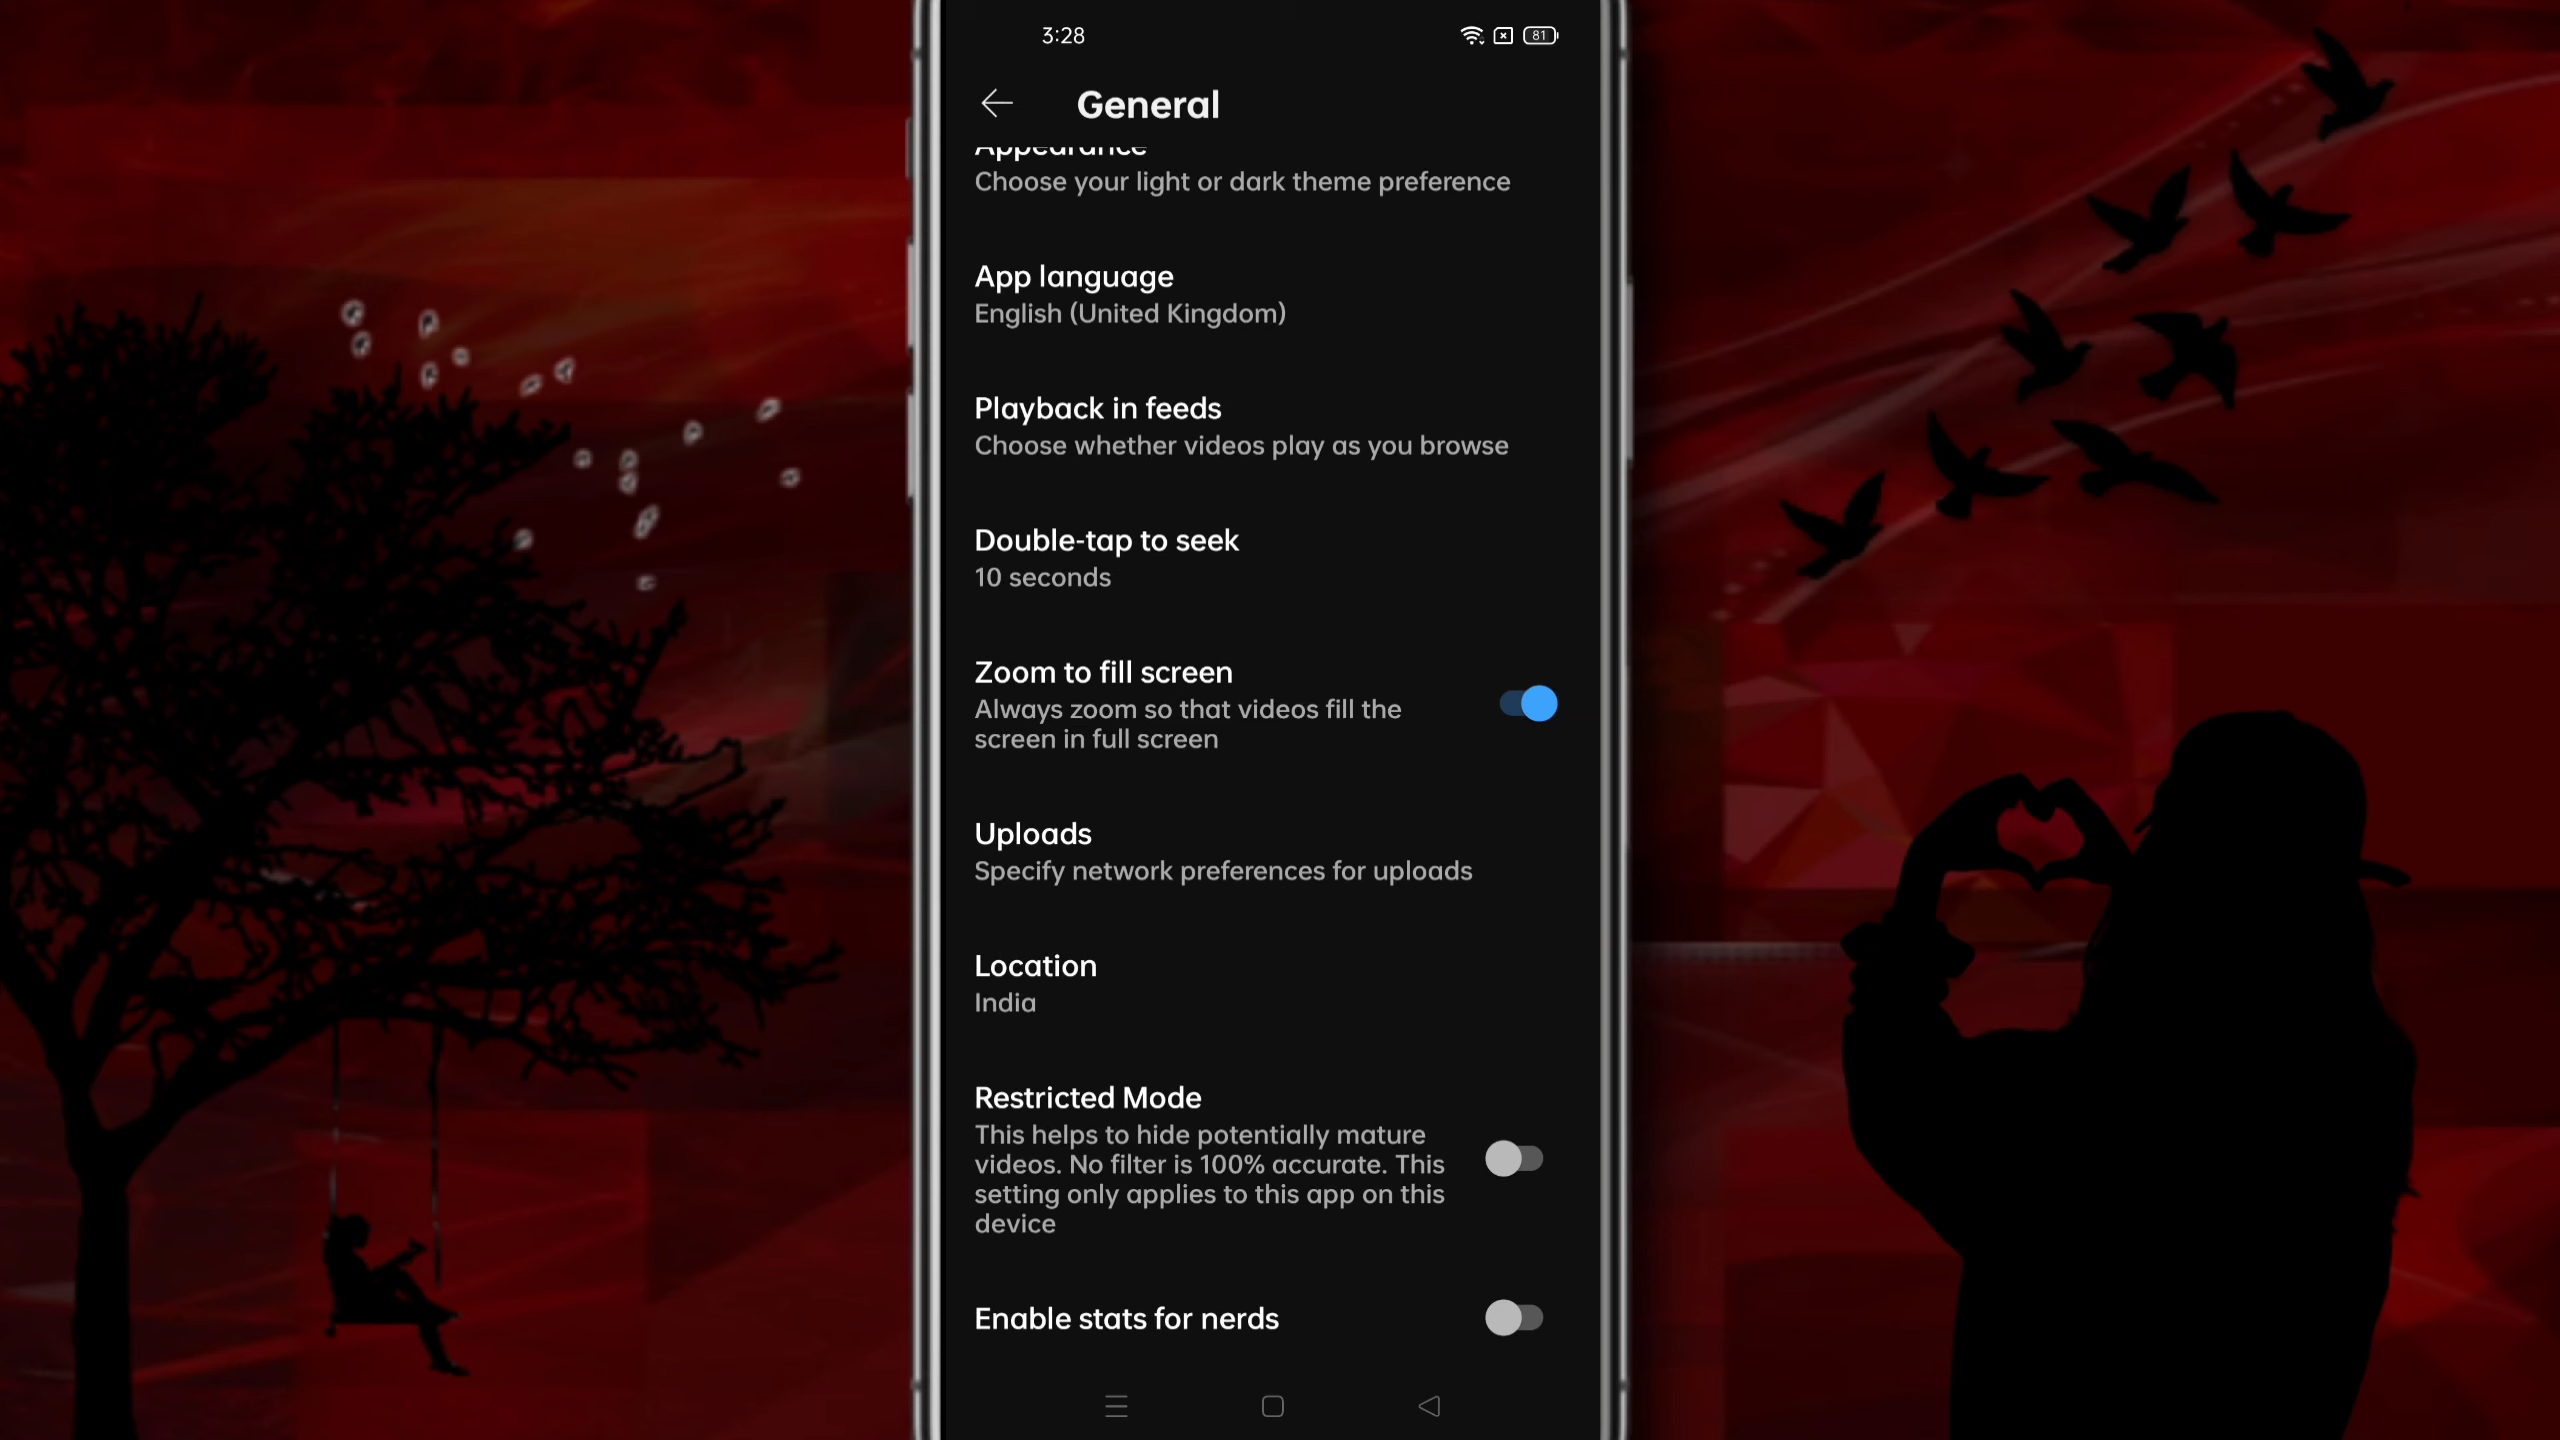 3:28
81
General
Appearance
Choose your light or dark theme preference
App language
English (United Kingdom)
Playback in feeds
Choose whether videos play as you browse
Double-tap to seek
10 seconds
Zoom to fill screen
Always zoom so that videos fill the
screen in full screen
Uploads
Specify network preferences for uploads
Location
India
Restricted Mode
This helps to hide potentially mature
videos. No filter is 100% accurate. This
setting only applies to this app on this
device
Enable stats for nerds